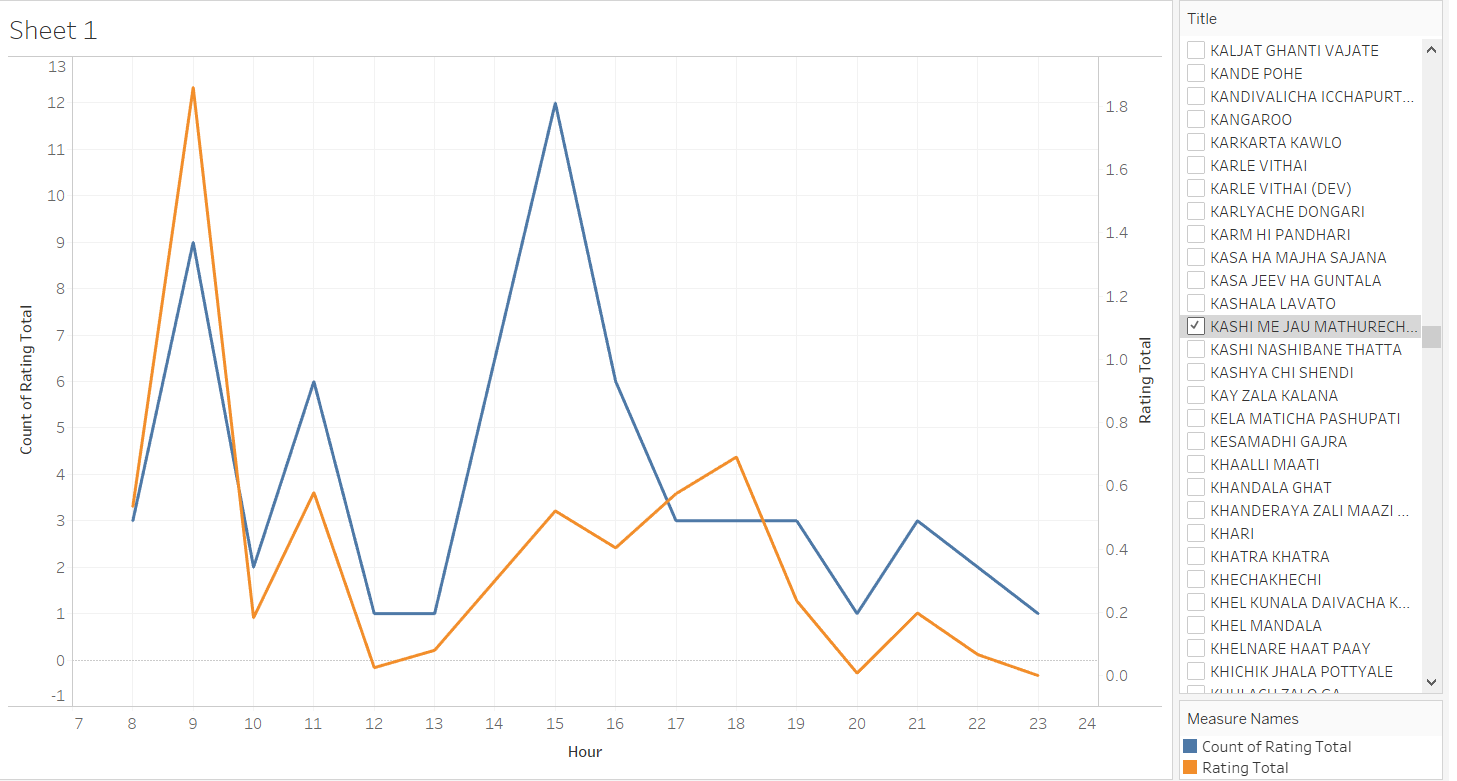 Sheet 1
13
12
11
10
9
8
7
6
5
4
3
2
1
0
-1
Count of Rating Total
1.8
1.6
1.4
1.2
1.0
0.8
0.6
0.4
0.2
0.0
Rating Total
7 8 9 10 11 12 13 14 15 16 17 18 19 20 21 22 23 24
Hour
Title
KALJAT GHANTI VAJATE
KANDE POHE
KANDIVALICHA ICCHAPURT...
KANGAROO
KARKARTA KAWLO
KARLE VITHAI
KARLE VITHAI (DEV)
KARLYACHE DONGARI
KARM HI PANDHARI
KASA HA MAJHA SAJANA
KASA JEEV HA GUNTALA
KASHALA LAVATO
KASHI ME JAU MATHURECH...
KASHI NASHIBANE THATTA
KASHYA CHI SHENDI
KAY ZALA KALANA
KELA MATICHA PASHUPATI
KESAMADHI GAJRA
KHAALLI MAATI
KHANDALA GHAT
KHANDERAYA ZALI MAAZI ...
KHARI
KHATRA KHATRA
KHECHAKHECHI
KHEL KUNALA DAIVACHA K...
KHEL MANDALA
KHELNARE HAAT PAAY
KHICHIK JHALA POTTYALE
Measure Names
Count of Rating Total
Rating Total